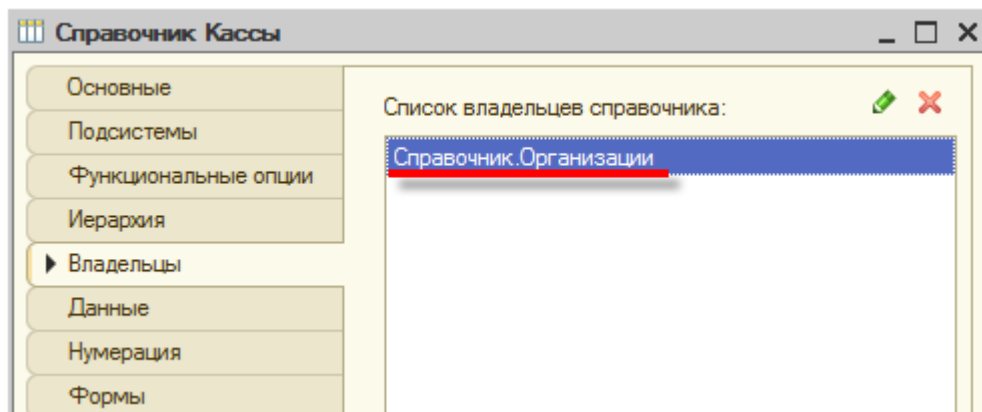 Справочник Кассы
Основные
Подсистемы
Функциональные опции
Иерархия
Владельцы
Данные
Нумерация
Формы
Список владельцев справочника:
Справочник.Организации